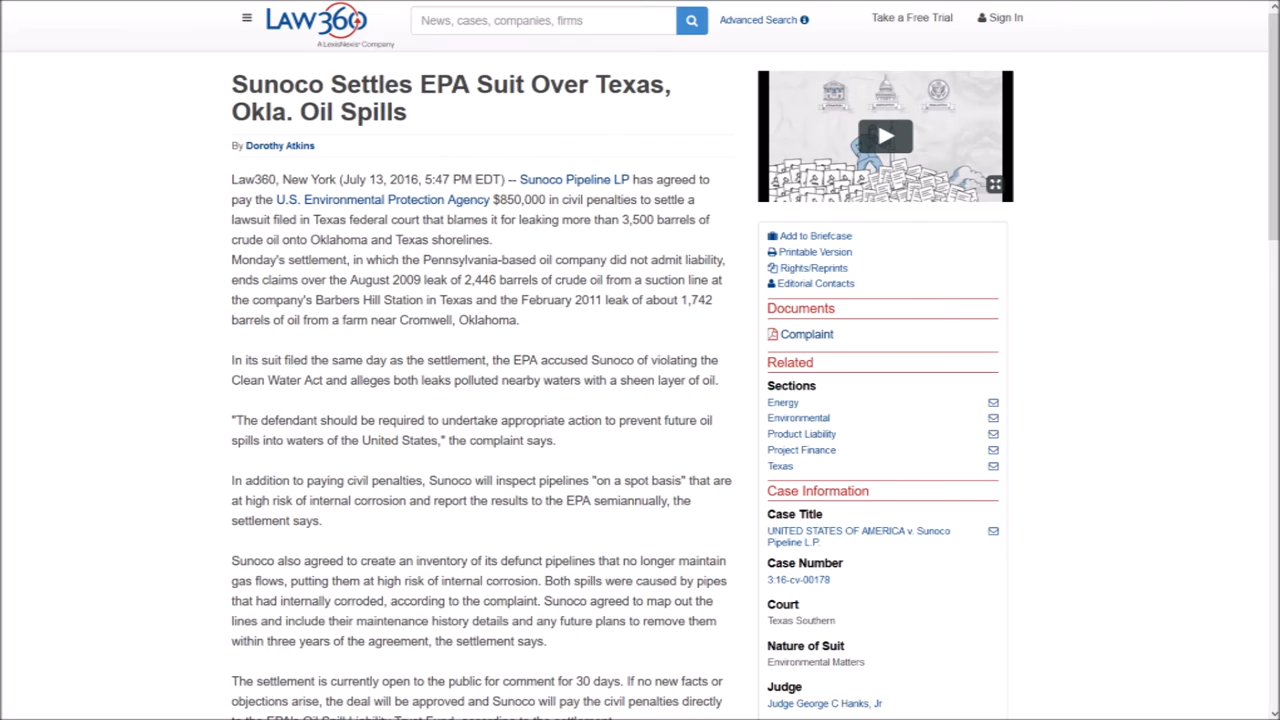 LAW360
A LexisNexis® Company
News, cases, companies, firms
Advanced Search
Take a Free Trial
Sign In
Sunoco Settles EPA Suit Over Texas,
Okla. Oil Spills
By Dorothy Atkins
Law360, New York (July 13, 2016, 5:47 PM EDT) -- Sunoco Pipeline LP has agreed to
pay the U.S. Environmental Protection Agency $850,000 in civil penalties to settle a
lawsuit filed in Texas federal court that blames it for leaking more than 3,500 barrels of
crude oil onto Oklahoma and Texas shorelines.
Monday's settlement, in which the Pennsylvania-based oil company did not admit liability,
ends claims over the August 2009 leak of 2,446 barrels of crude oil from a suction line at
the company's Barbers Hill Station in Texas and the February 2011 leak of about 1,742
barrels of oil from a farm near Cromwell, Oklahoma.
In its suit filed the same day as the settlement, the EPA accused Sunoco of violating the
Clean Water Act and alleges both leaks polluted nearby waters with a sheen layer of oil.
"The defendant should be required to undertake appropriate action to prevent future oil
spills into waters of the United States," the complaint says.
In addition to paying civil penalties, Sunoco will inspect pipelines "on a spot basis" that are
at high risk of internal corrosion and report the results to the EPA semiannually, the
settlement says.
Sunoco also agreed to create an inventory of its defunct pipelines that no longer maintain
gas flows, putting them at high risk of internal corrosion. Both spills were caused by pipes
that had internally corroded, according to the complaint. Sunoco agreed to map out the
lines and include their maintenance history details and any future plans to remove them
within three years of the agreement, the settlement says.
The settlement is currently open to the public for comment for 30 days. If no new facts or
objections arise, the deal will be approved and Sunoco will pay the civil penalties directly
to the EPA's Oil Spill Liability Trust Fund, according to the settlement.
Add to Briefcase
Printable Version
Rights/Reprints
Editorial Contacts
Documents
Complaint
Related
Sections
Energy
Environmental
Product Liability
Project Finance
Texas
Case Information
Case Title
UNITED STATES OF AMERICA v. Sunoco
Pipeline L.P.
Case Number
3:16-cv-00178
Court
Texas Southern
Nature of Suit
Environmental Matters
Judge
Judge George C Hanks, Jr